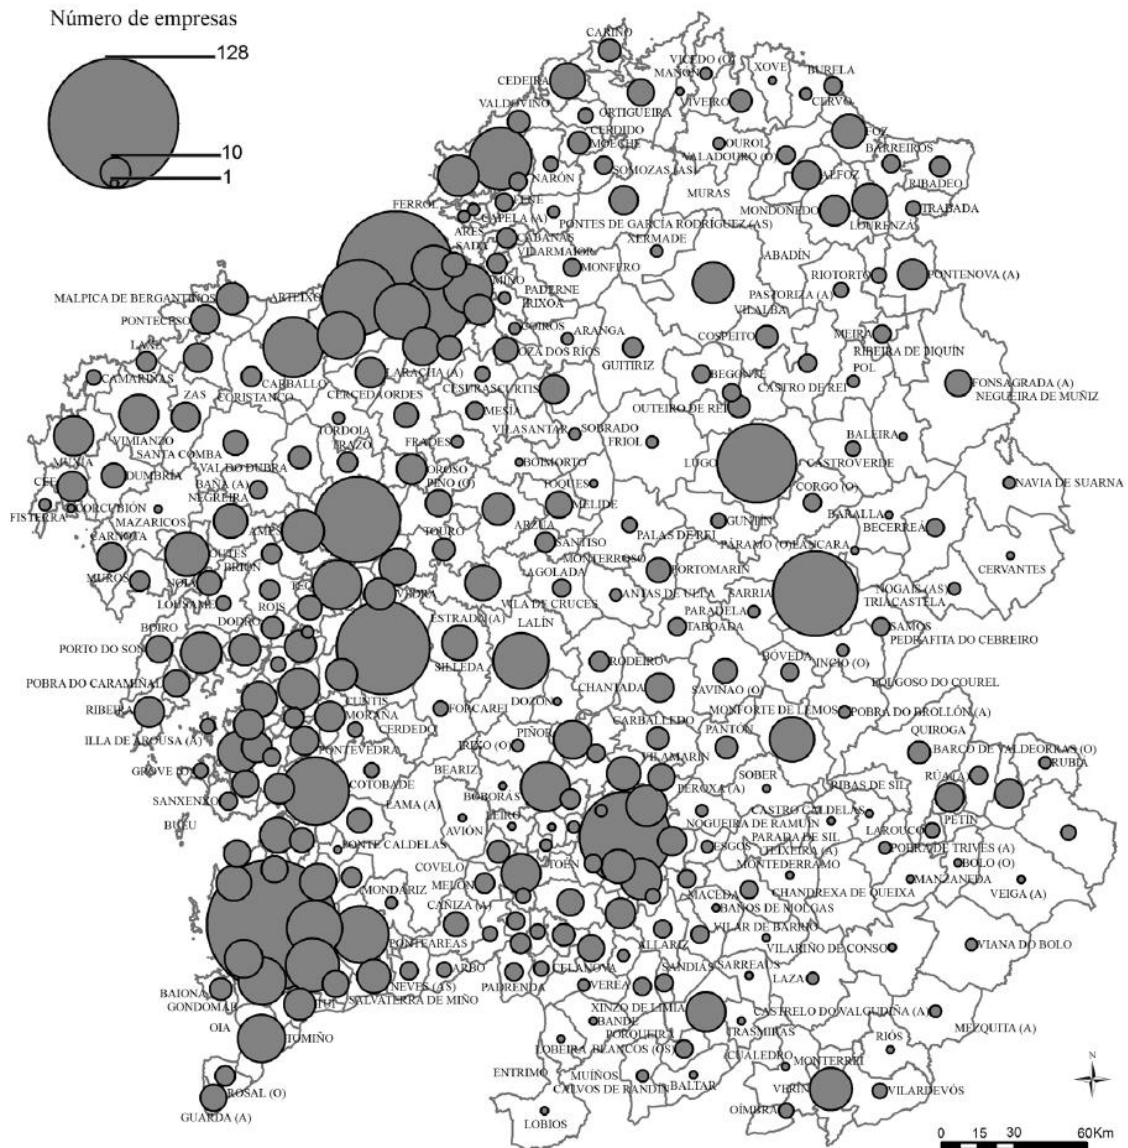 Número de empresas
128
10
1
CARIÑO
VICEDO (O)
MAÑÓN
XOVE
BURELA
CEDEIRA
ORTIGUEIRA
VIVEIRO
CERVO
VALDOVIÑO
CERDIDO
MOECHE
OUROL
FOZ
VALADOURO (O)
BARREIROS
NARÓN
SOMOZAS (AS)
ALFOZ
RIBADEO
MURAS
FERROL
FENE
CAPELA (A)
PONTES DE GARCÍA RODRÍGUEZ (AS)
MONDOÑEDO
TRABADA
LOURENZÁ
ARES
SADA
CABANAS
VILARMAIOR
XERMADE
ABADÍN
MONFERO
RIOTORTO
PONTENOVA (A)
MALPICA DE BERGANTIÑOS
ARTEIXO
MIÑO
PADERNE
IRIXOA
PASTORIZA (A)
VILALBA
PONTECESO
COIROS
ARANGA
COSPEITO
MEIRA
RIBEIRA DE PIQUÍN
LAXE
OZA DOS RÍOS
GUITIRIZ
CAMARIÑAS
CARBALLO
LARACHA (A)
CORISTANCO
CERCEDA
ORDES
CESURAS
CURTIS
BEGONTE
CASTRO DE REI
POL
FONSAGRADA (A)
NEGUEIRA DE MUÑIZ
ZAS
MESÍA
OUTEIRO DE REI
VIMIANZO
TORDOIA
TRAZO
VILASANTAR
SOBRADO
FRIOL
BALEIRA
MUXÍA
SANTA COMBA
FRADES
VAL DO DUBRA
BOIMORTO
LUGO
CASTROVERDE
CEE
DUMBRÍA
BAÑA (A)
NEGREIRA
OROSO
PINO (O)
TOQUES
NAVIA DE SUARNA
FISTERRA
CORCUBIÓN
MAZARICOS
MELIDE
CORGO (O)
ARZÚA
GUNTÍN
BARALLA
BECERREÁ
CARNOTA
AMES
TOURO
SANTISO
PALAS DE REI
PÁRAMO (O)
LÁNCARA
OUTES
BRIÓN
MONTERROSO
PORTOMARÍN
CERVANTES
MUROS
NOIA
TEO
AGOLADA
LOUSAME
ROIS
VEDRA
VILA DE CRUCES
ANTAS DE ULLA
SARRIA
NOGAIS (AS)
TRIACASTELA
DODRO
ESTRADA (A)
PARADELA
TABOADA
SAMOS
PEDRAFITA DO CEBREIRO
BOIRO
LALÍN
PORTO DO SON
SILLEDA
RODEIRO
BÓVEDA
INCIO (O)
POBRA DO CARAMIÑAL
CHANTADA
SAVIÑAO (O)
FOLGOSO DO COUREL
RIBEIRA
CUNTIS
MORAÑA
FORCAREI
DOZÓN
MONFORTE DE LEMOS
POBRA DO BROLLÓN (A)
ILLA DE AROUSA (A)
CERDEDO
CARBALLEDO
PANTÓN
QUIROGA
PIÑOR
PONTEVEDRA
IRIXO (O)
VILAMARÍN
BARCO DE VALDEORRAS (O)
RUBIÁ
GROVE (O)
BEARIZ
SOBER
RÚA (A)
COTOBADE
PEROXA (A)
RIBAS DE SIL
SANXENXO
LAMA (A)
BOBORÁS
PETÍN
BUEU
AVIÓN
LEIRO
CASTRO CALDELAS
NOGUEIRA DE RAMUÍN
PARADA DE SIL
LAROUCO
TEIXEIRA (A)
POBRA DE TRIVES (A)
PONTE CALDELAS
ESGOS
COVELO
TOÉN
MONTEDERRAMO
BOLO (O)
MELÓN
CHANDREXA DE QUEIXA
MANZANEDA
VEIGA (A)
MONDARIZ
MACEDA
CAÑIZA (A)
BAÑOS DE MOLGAS
VILAR DE BARRIO
PONTEAREAS
ALLARIZ
VILARIÑO DE CONSO
VIANA DO BOLO
BAIONA
GONDOMAR
ARBO
CELANOVA
SANDIÁS
SARREAUS
TUI
NEVES (AS)
PADRENDA
VEREA
LAZA
SALVATERRA DE MIÑO
XINZO DE LIMIA
OIA
BANDE
CASTRELO DO VAL
GUDIÑA (A)
TOMIÑO
PORQUEIRA
TRASMIRAS
MEZQUITA (A)
LOBEIRA
BLANCOS (OS)
RIÓS
CUALEDRO
MONTERREI
ENTRIMO
ROSAL (O)
MUÍÑOS
CALVOS DE RANDÍN
BALTAR
VERÍN
VILARDEVÓS
GUARDA (A)
OÍMBRA
LOBIOS
N
0 15 30 60Km